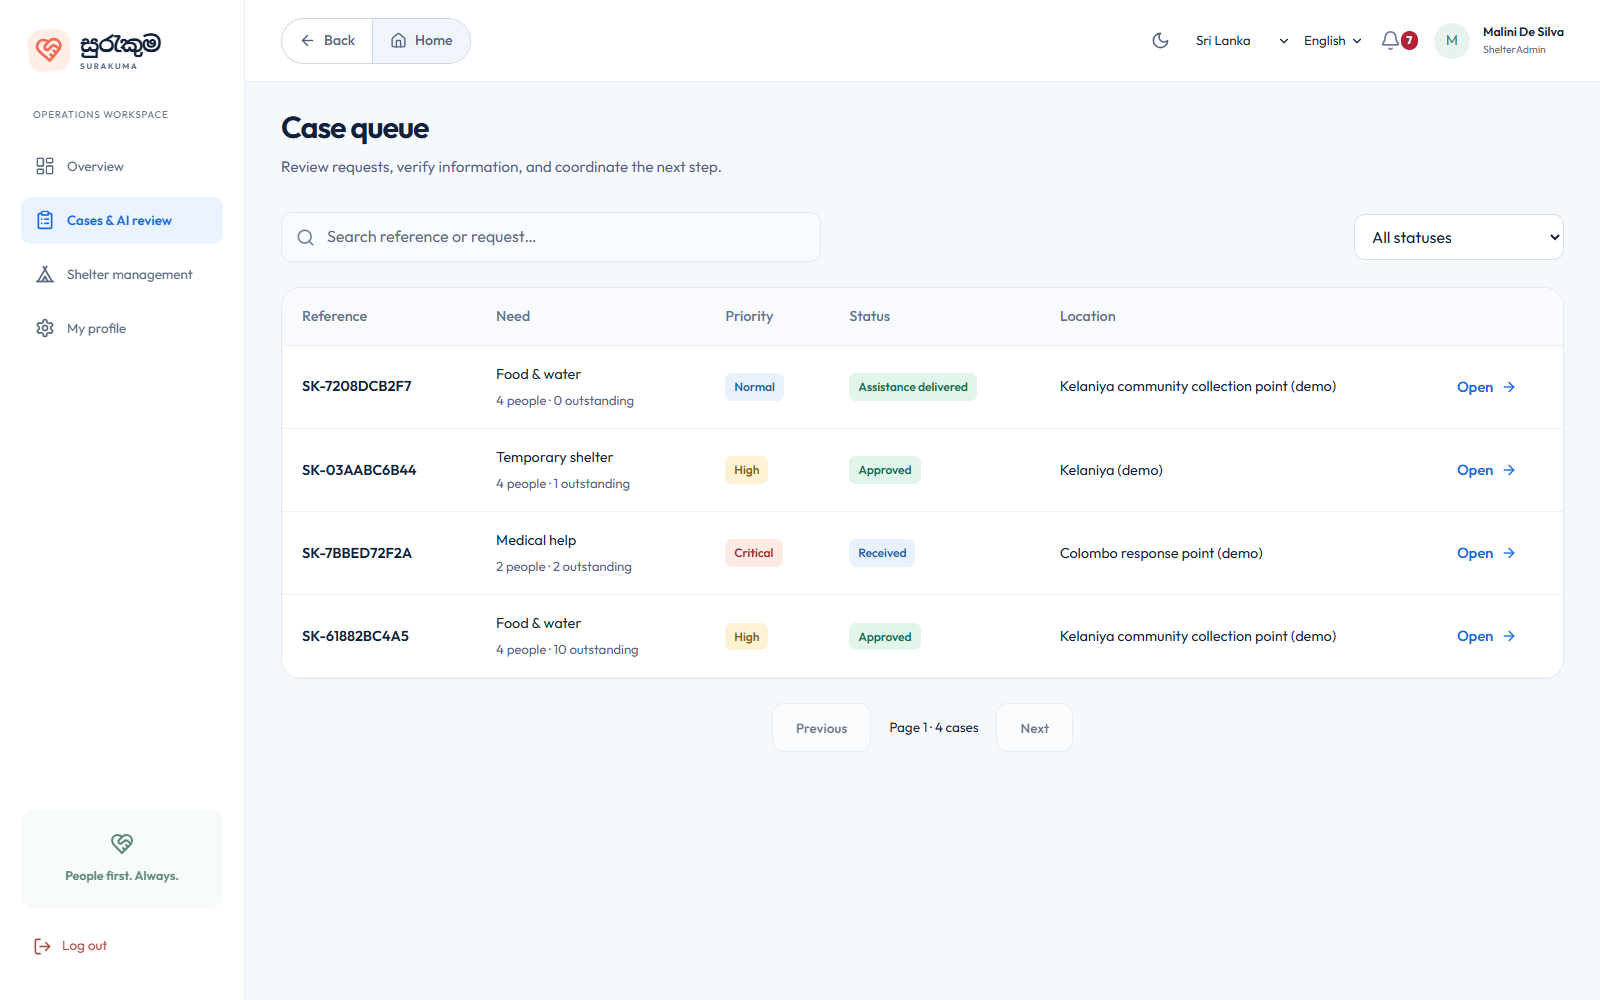 සුරැකුම
SURAKUMA
OPERATIONS WORKSPACE
Overview
Cases & AI review
Shelter management
My profile
People first. Always.
Log out
Back
Home
Sri Lanka
English
7
M
Malini De Silva
ShelterAdmin
Case queue
Review requests, verify information, and coordinate the next step.
Search reference or request...
All statuses
Reference Need Priority Status Location
SK-7208DCB2F7 Food & water Normal Assistance delivered Kelaniya community collection point (demo) Open
4 people · 0 outstanding
SK-03AABC6B44 Temporary shelter High Approved Kelaniya (demo) Open
4 people · 1 outstanding
SK-7BBED72F2A Medical help Critical Received Colombo response point (demo) Open
2 people · 2 outstanding
SK-61882BC4A5 Food & water High Approved Kelaniya community collection point (demo) Open
4 people · 10 outstanding
Previous Page 1 · 4 cases Next